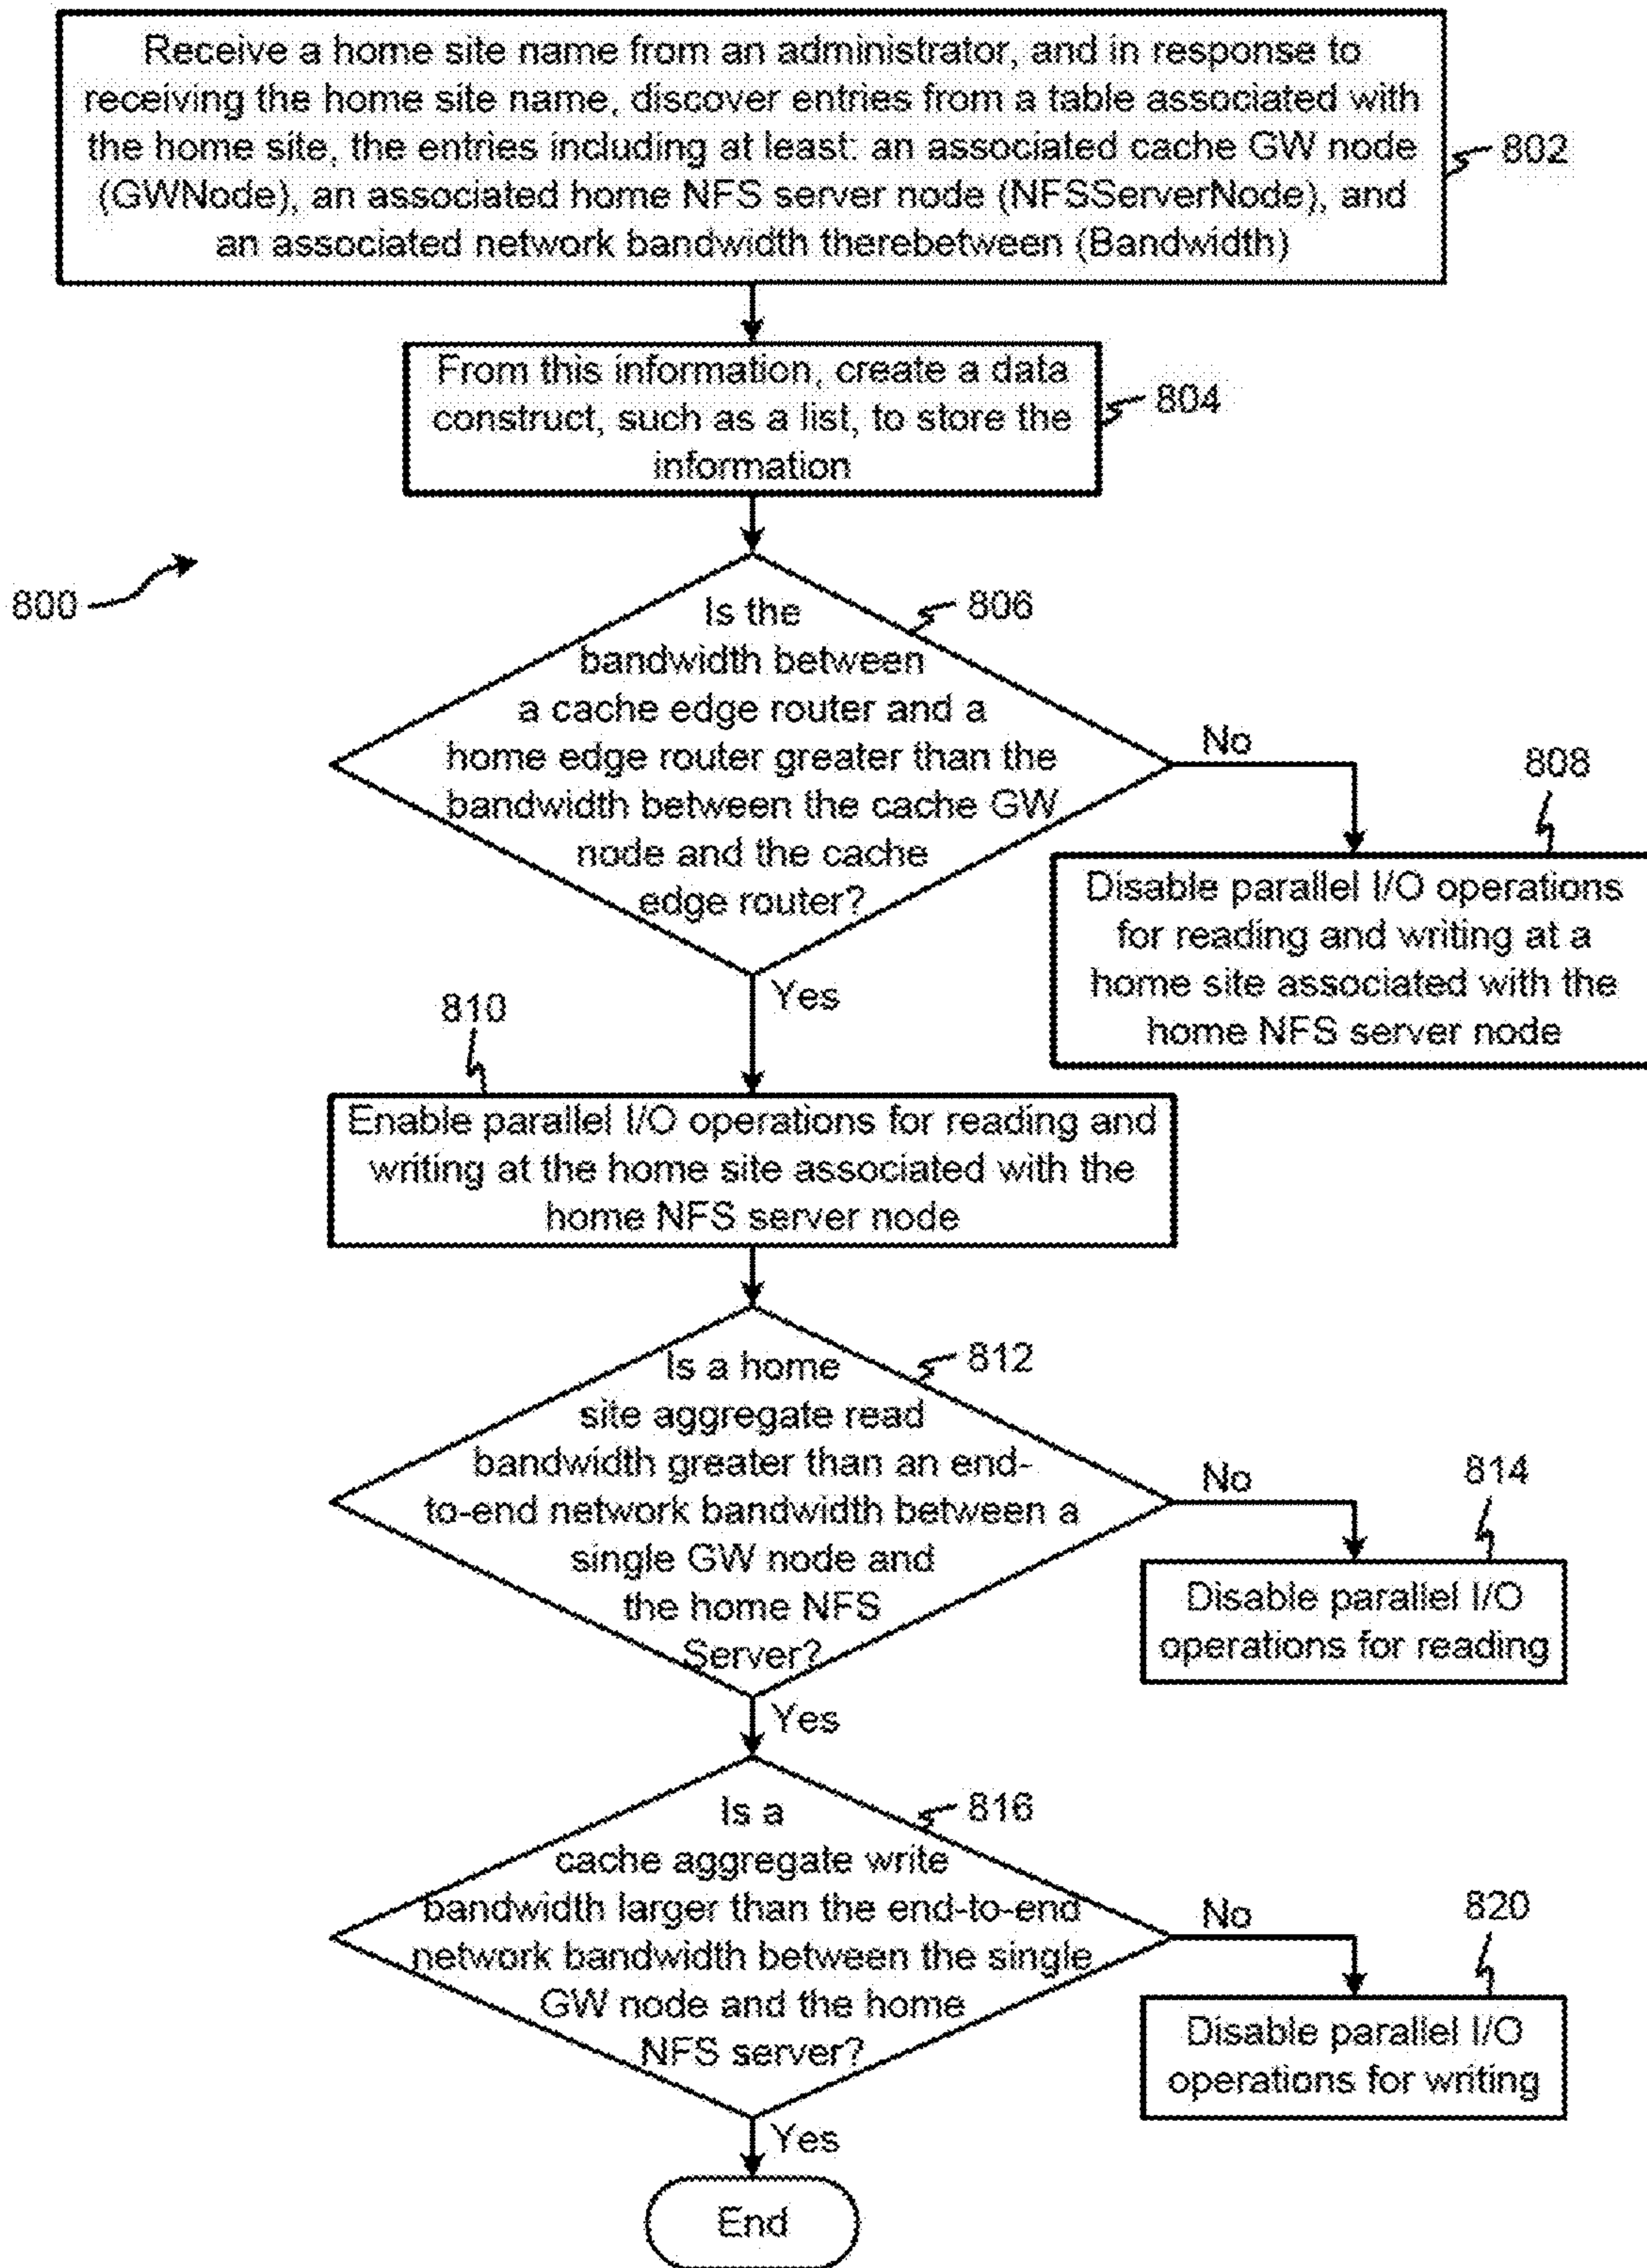 Receive a home site name from an administrator, and in response to
receiving the home site name, discover entries from a table associated with
the home site, the entries including at least: an associated cache GW node
(GWNode), an associated home NFS server node (NFSServerNode), and
an associated network bandwidth therebetween (Bandwidth)
802
From this information, create a data
construct, such as a list, to store the
information
804
800
806
Is the
bandwidth between
a cache edge router and a
home edge router greater than the
bandwidth between the cache GW
node and the cache
edge router?
No
808
Disable parallel I/O operations
for reading and writing at a
home site associated with the
home NFS server node
Yes
810
Enable parallel I/O operations for reading and
writing at the home site associated with the
home NFS server node
812
Is a home
site aggregate read
bandwidth greater than an end-
to-end network bandwidth between a
single GW node and
the home NFS
Server?
No
814
Disable parallel I/O
operations for reading
Yes
816
Is a
cache aggregate write
bandwidth larger than the end-to-end
network bandwidth between the single
GW node and the home
NFS server?
No
820
Disable parallel I/O
operations for writing
Yes
End